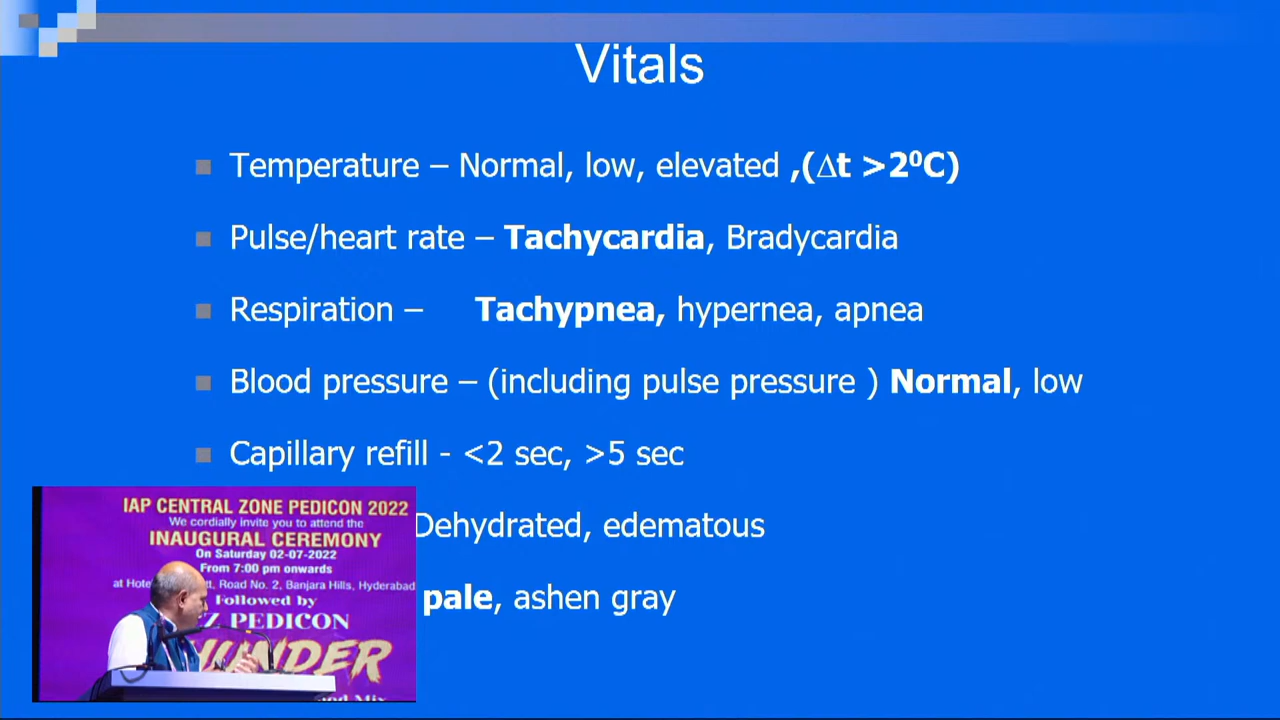 Vitals
Temperature – Normal, low, elevated ,(Δt >2⁰C)
Pulse/heart rate – Tachycardia, Bradycardia
Respiration – Tachypnea, hypernea, apnea
Blood pressure – (including pulse pressure ) Normal, low
Capillary refill - <2 sec, >5 sec
Dehydrated, edematous
pale, ashen gray
IAP CENTRAL ZONE PEDICON 2022
We cordially invite you to attend the
INAUGURAL CEREMONY
On Saturday 02-07-2022
From 7:00 pm onwards
at Road No. 2, Banjara Hills, Hyderabad
Followed by
PEDICON